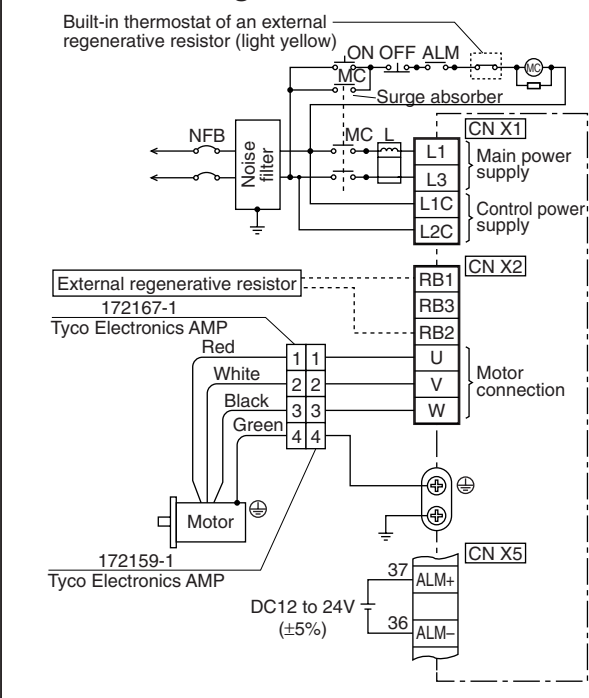 Built-in thermostat of an external
regenerative resistor (light yellow)
ON OFF ALM
MC
MC
Surge absorber
CN X1
NFB
Noise
filter
MC L
L1
L3
Main power
supply
L1C
L2C
Control power
supply
CN X2
External regenerative resistor
RB1
RB3
RB2
172167-1
Tyco Electronics AMP
Red
White
Black
Green
1 1
2 2
3 3
4 4
U
V
W
Motor
connection
Motor
172159-1
Tyco Electronics AMP
CN X5
37
ALM+
DC12 to 24V
(±5%)
36
ALM−